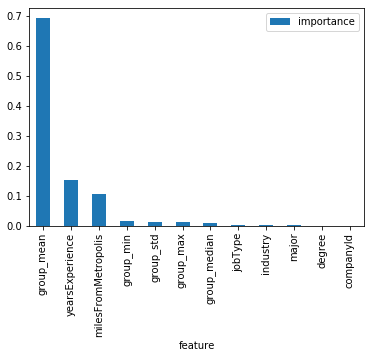 importance
0.7
0.6
0.5
0.4
0.3
0.2
0.1
0.0
group_mean
yearsExperience
milesFromMetropolis
group_min
group_std
group_max
group_median
jobType
industry
major
degree
companyId
feature